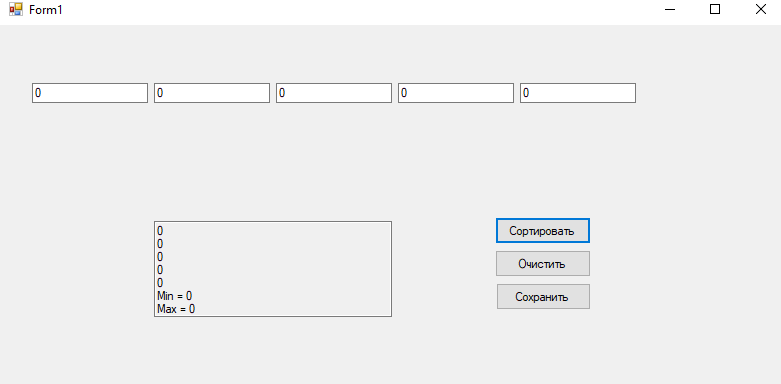 Form1
0 0 0 0 0
0
0
0
0
0
Min = 0
Max = 0
Сортировать
Очистить
Сохранить